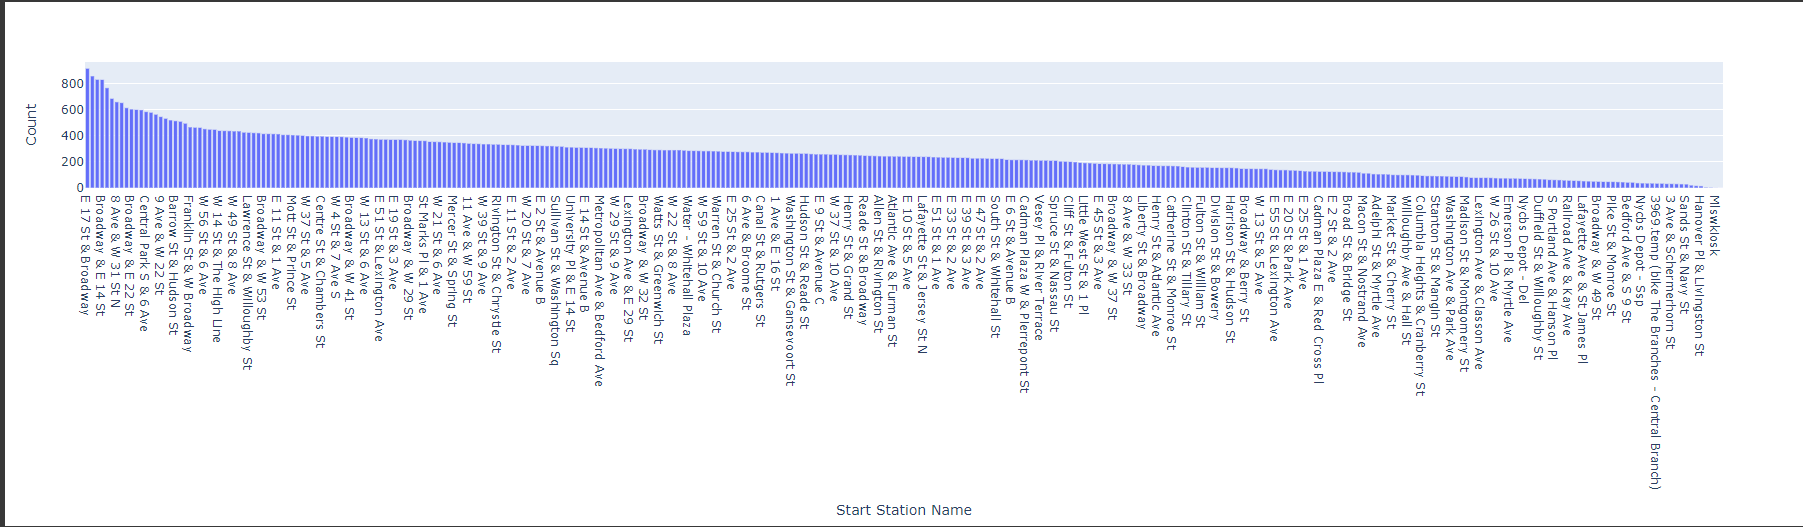 800
600
400
200
0
Count
E 17 St & Broadway
Broadway & E 14 St
8 Ave & W 31 St N
Broadway & E 22 St
Central Park S & 6 Ave
9 Ave & W 22 St
Barrow St & Hudson St
Franklin St & W Broadway
W 56 St & 6 Ave
W 14 St & The High Line
W 49 St & 8 Ave
Lawrence St & Willoughby St
Broadway & W 53 St
E 11 St & 1 Ave
Mott St & Prince St
W 37 St & 5 Ave
Centre St & Chambers St
W 4 St & 7 Ave S
Broadway & W 41 St
W 13 St & 6 Ave
E 51 St & Lexington Ave
E 19 St & 3 Ave
Broadway & W 29 St
St Marks Pl & 1 Ave
W 21 St & 6 Ave
Mercer St & Spring St
11 Ave & W 59 St
W 39 St & 9 Ave
Rivington St & Chrystie St
E 11 St & 2 Ave
W 20 St & 7 Ave
E 2 St & Avenue B
Sullivan St & Washington Sq
University Pl & E 14 St
E 14 St & Avenue B
Metropolitan Ave & Bedford Ave
W 29 St & 9 Ave
Lexington Ave & E 29 St
Broadway & W 32 St
Watts St & Greenwich St
W 22 St & 8 Ave
Water - Whitehall Plaza
W 59 St & 10 Ave
Warren St & Church St
E 25 St & 2 Ave
6 Ave & Broome St
Canal St & Rutgers St
1 Ave & E 16 St
Washington St & Gansevoort St
Hudson St & Reade St
E 9 St & Avenue C
W 37 St & 10 Ave
Henry St & Grand St
Reade St & Broadway
Allen St & Rivington St
Atlantic Ave & Furman St
E 10 St & 5 Ave
Lafayette St & Jersey St N
E 51 St & 1 Ave
E 33 St & 2 Ave
E 39 St & 3 Ave
E 47 St & 2 Ave
South St & Whitehall St
E 6 St & Avenue B
Cadman Plaza W & Pierrepont St
Vesey Pl & River Terrace
Spruce St & Nassau St
Cliff St & Fulton St
Little West St & 1 Pl
E 45 St & 3 Ave
Broadway & W 37 St
8 Ave & W 33 St
Liberty St & Broadway
Henry St & Atlantic Ave
Catherine St & Monroe St
Clinton St & Tillary St
Fulton St & William St
Division St & Bowery
Harrison St & Hudson St
Broadway & Berry St
W 13 St & 5 Ave
E 55 St & Lexington Ave
E 20 St & Park Ave
E 25 St & 1 Ave
Cadman Plaza E & Red Cross Pl
E 2 St & 2 Ave
Broad St & Bridge St
Macon St & Nostrand Ave
Adelphi St & Myrtle Ave
Market St & Cherry St
Willoughby Ave & Hall St
Columbia Heights & Cranberry St
Stanton St & Mangin St
Washington Ave & Park Ave
Madison St & Montgomery St
Lexington Ave & Classon Ave
W 26 St & 10 Ave
Emerson Pl & Myrtle Ave
Nycbs Depot - Del
Duffield St & Willoughby St
S Portland Ave & Hanson Pl
Railroad Ave & Kay Ave
Lafayette Ave & St James Pl
Broadway & W 49 St
Pike St & Monroe St
Bedford Ave & S 9 St
Nycbs Depot - Ssp
3969.temp (Bike The Branches - Central Branch)
3 Ave & Schermerhorn St
Sands St & Navy St
Hanover Pl & Livingston St
Mlswklosk
Start Station Name